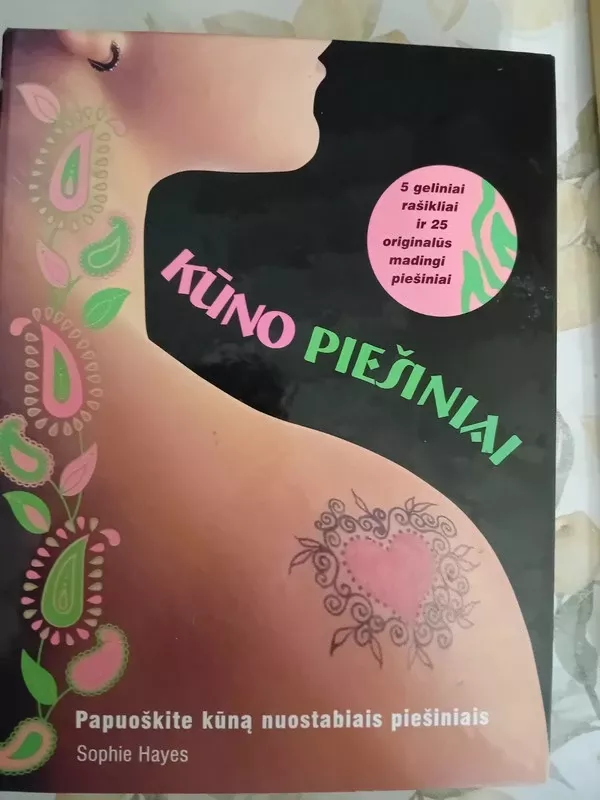 5 geliniai
rašikliai
ir 25
originalūs
madingi
piešiniai
KŪNO PIEŠINIAI
Papuoškite kūną nuostabiais piešiniais
Sophie Hayes